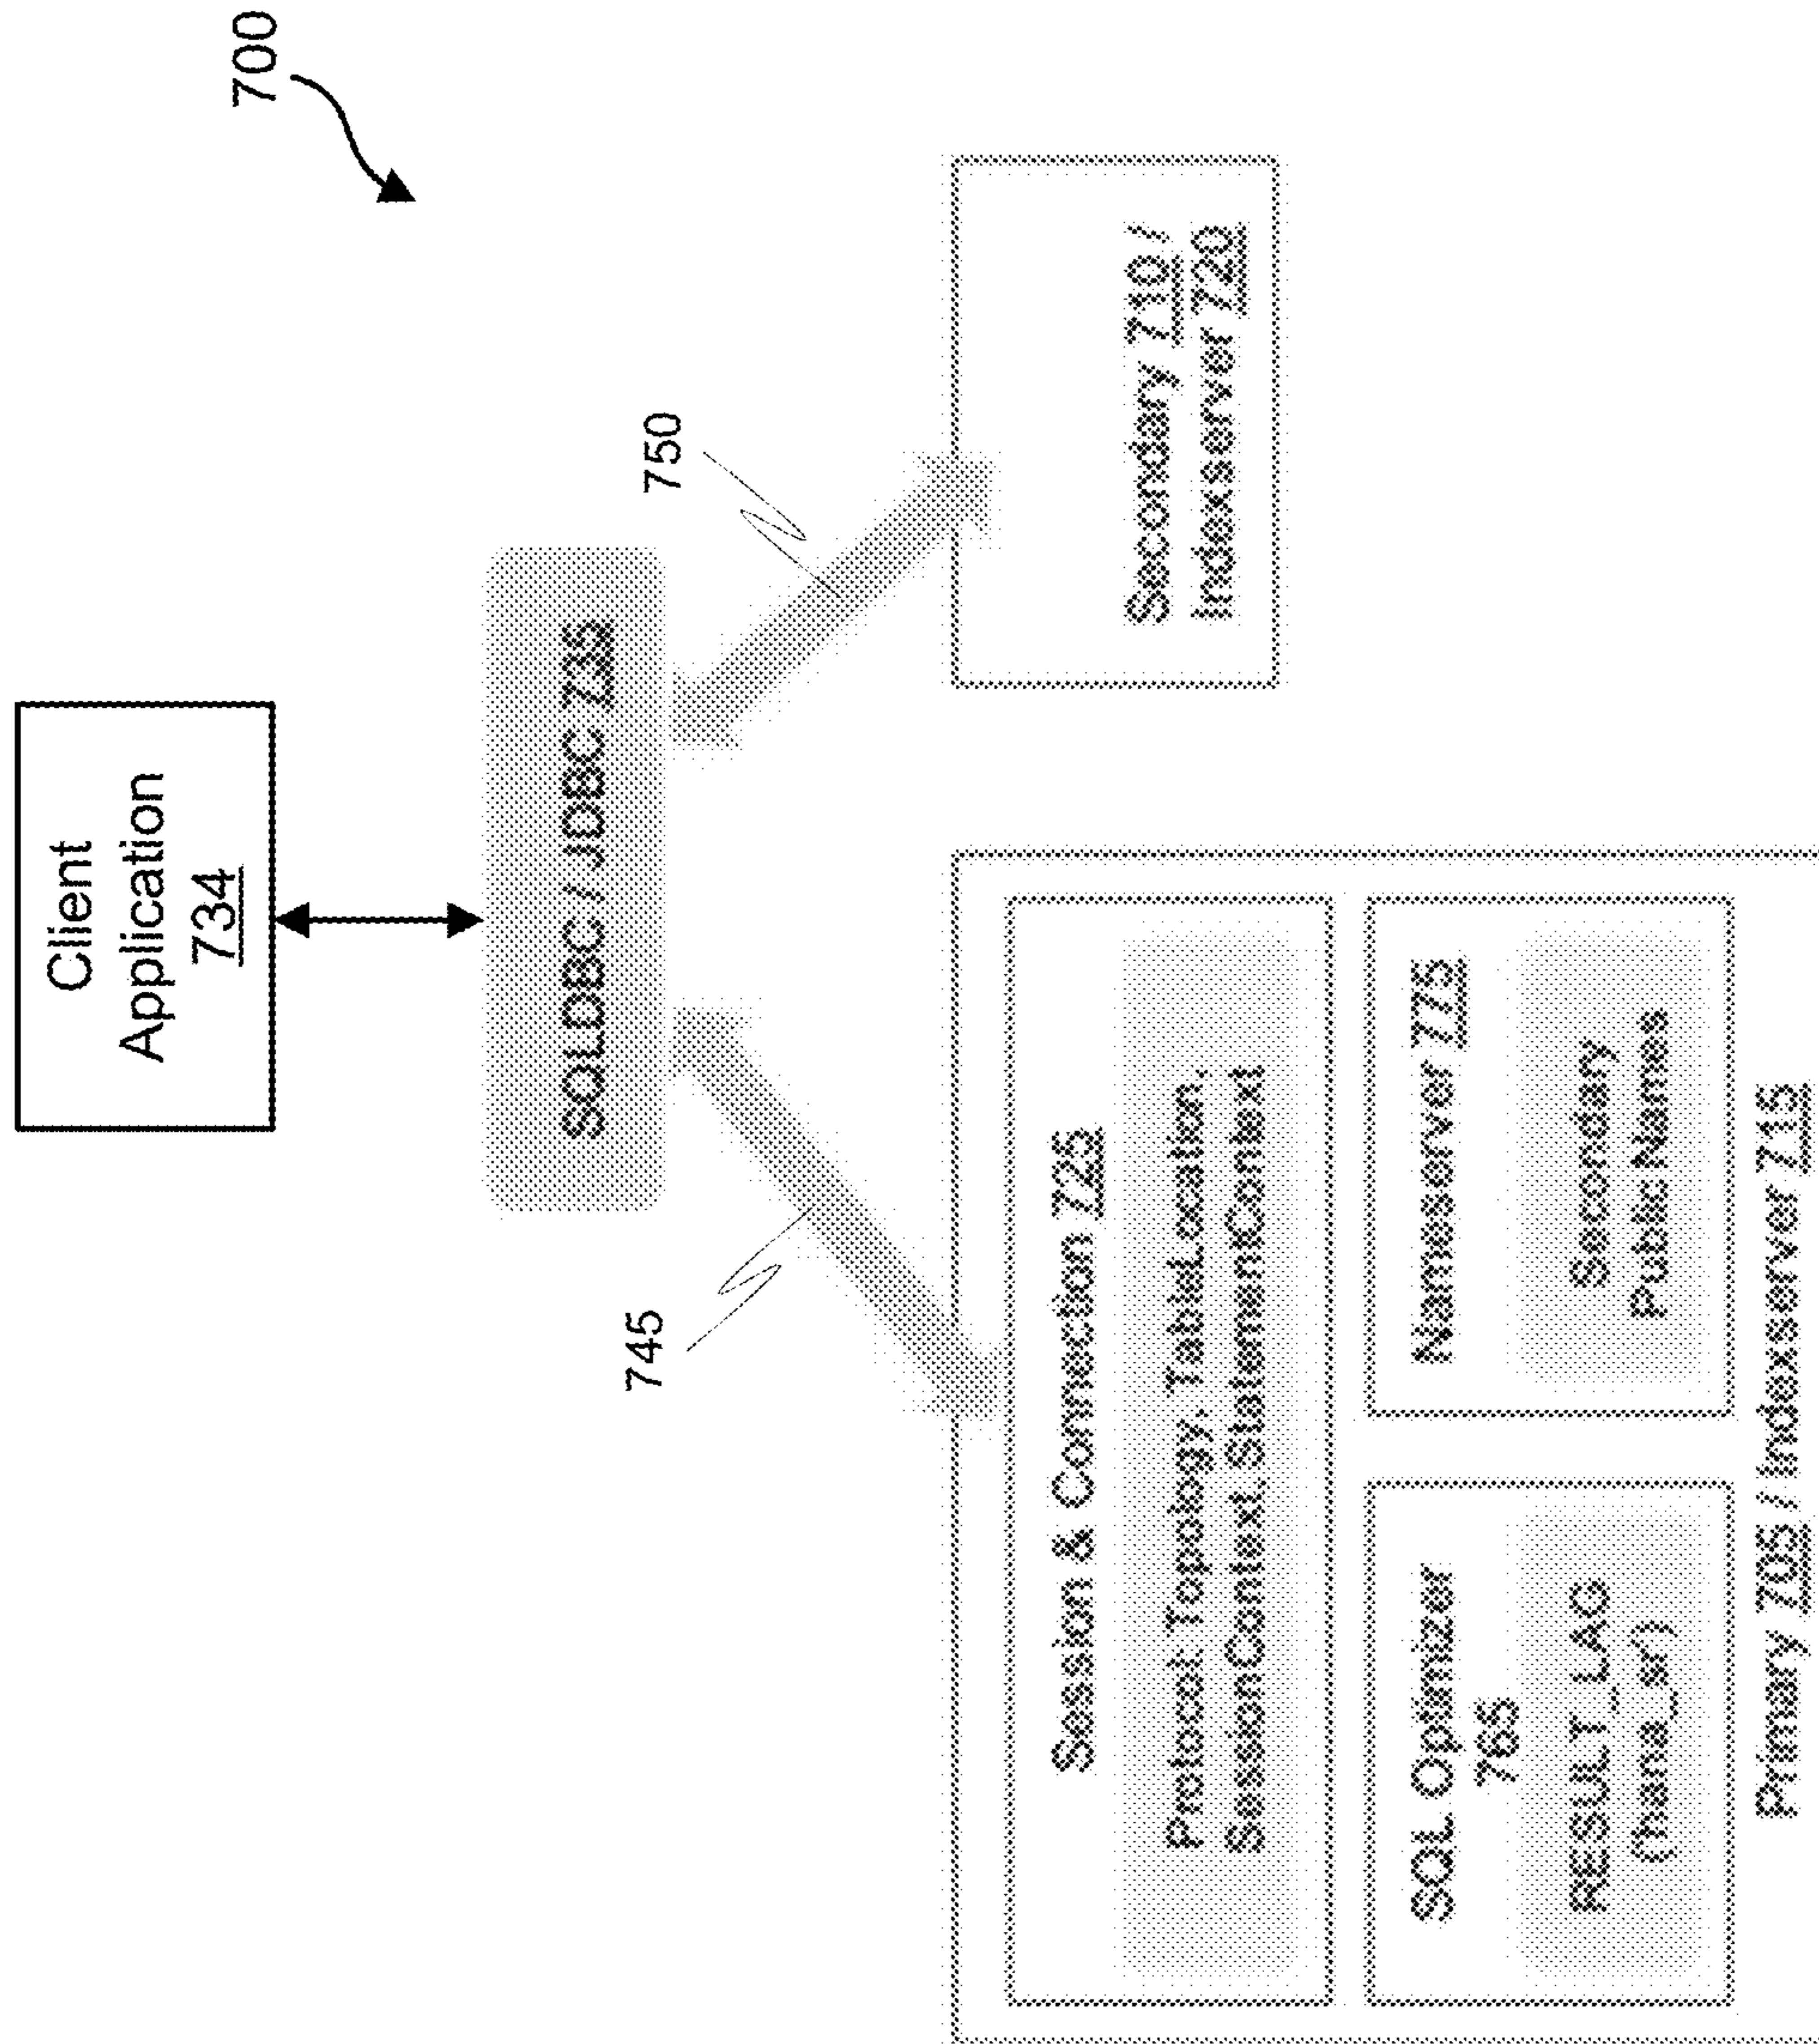 700
Client
Application
734
SQLDBC / JDBC 735
745
750
Session & Connection 725
Protocol: Topology, TableLocation,
SessionContext, StatementContext
SQL Optimizer
765
RESULT_LAG
('hana_sr')
Nameserver 775
Secondary
Public Names
Primary 705 / Indexserver 715
Secondary 710 /
Indexserver 720